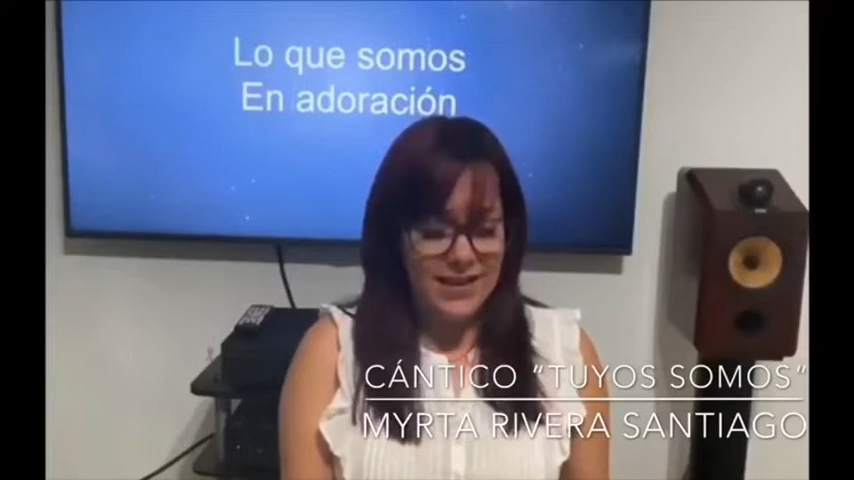 Lo que somos
En adoración
CÁNTICO “TUYOS SOMOS”
MYRTA RIVERA SANTIAGO